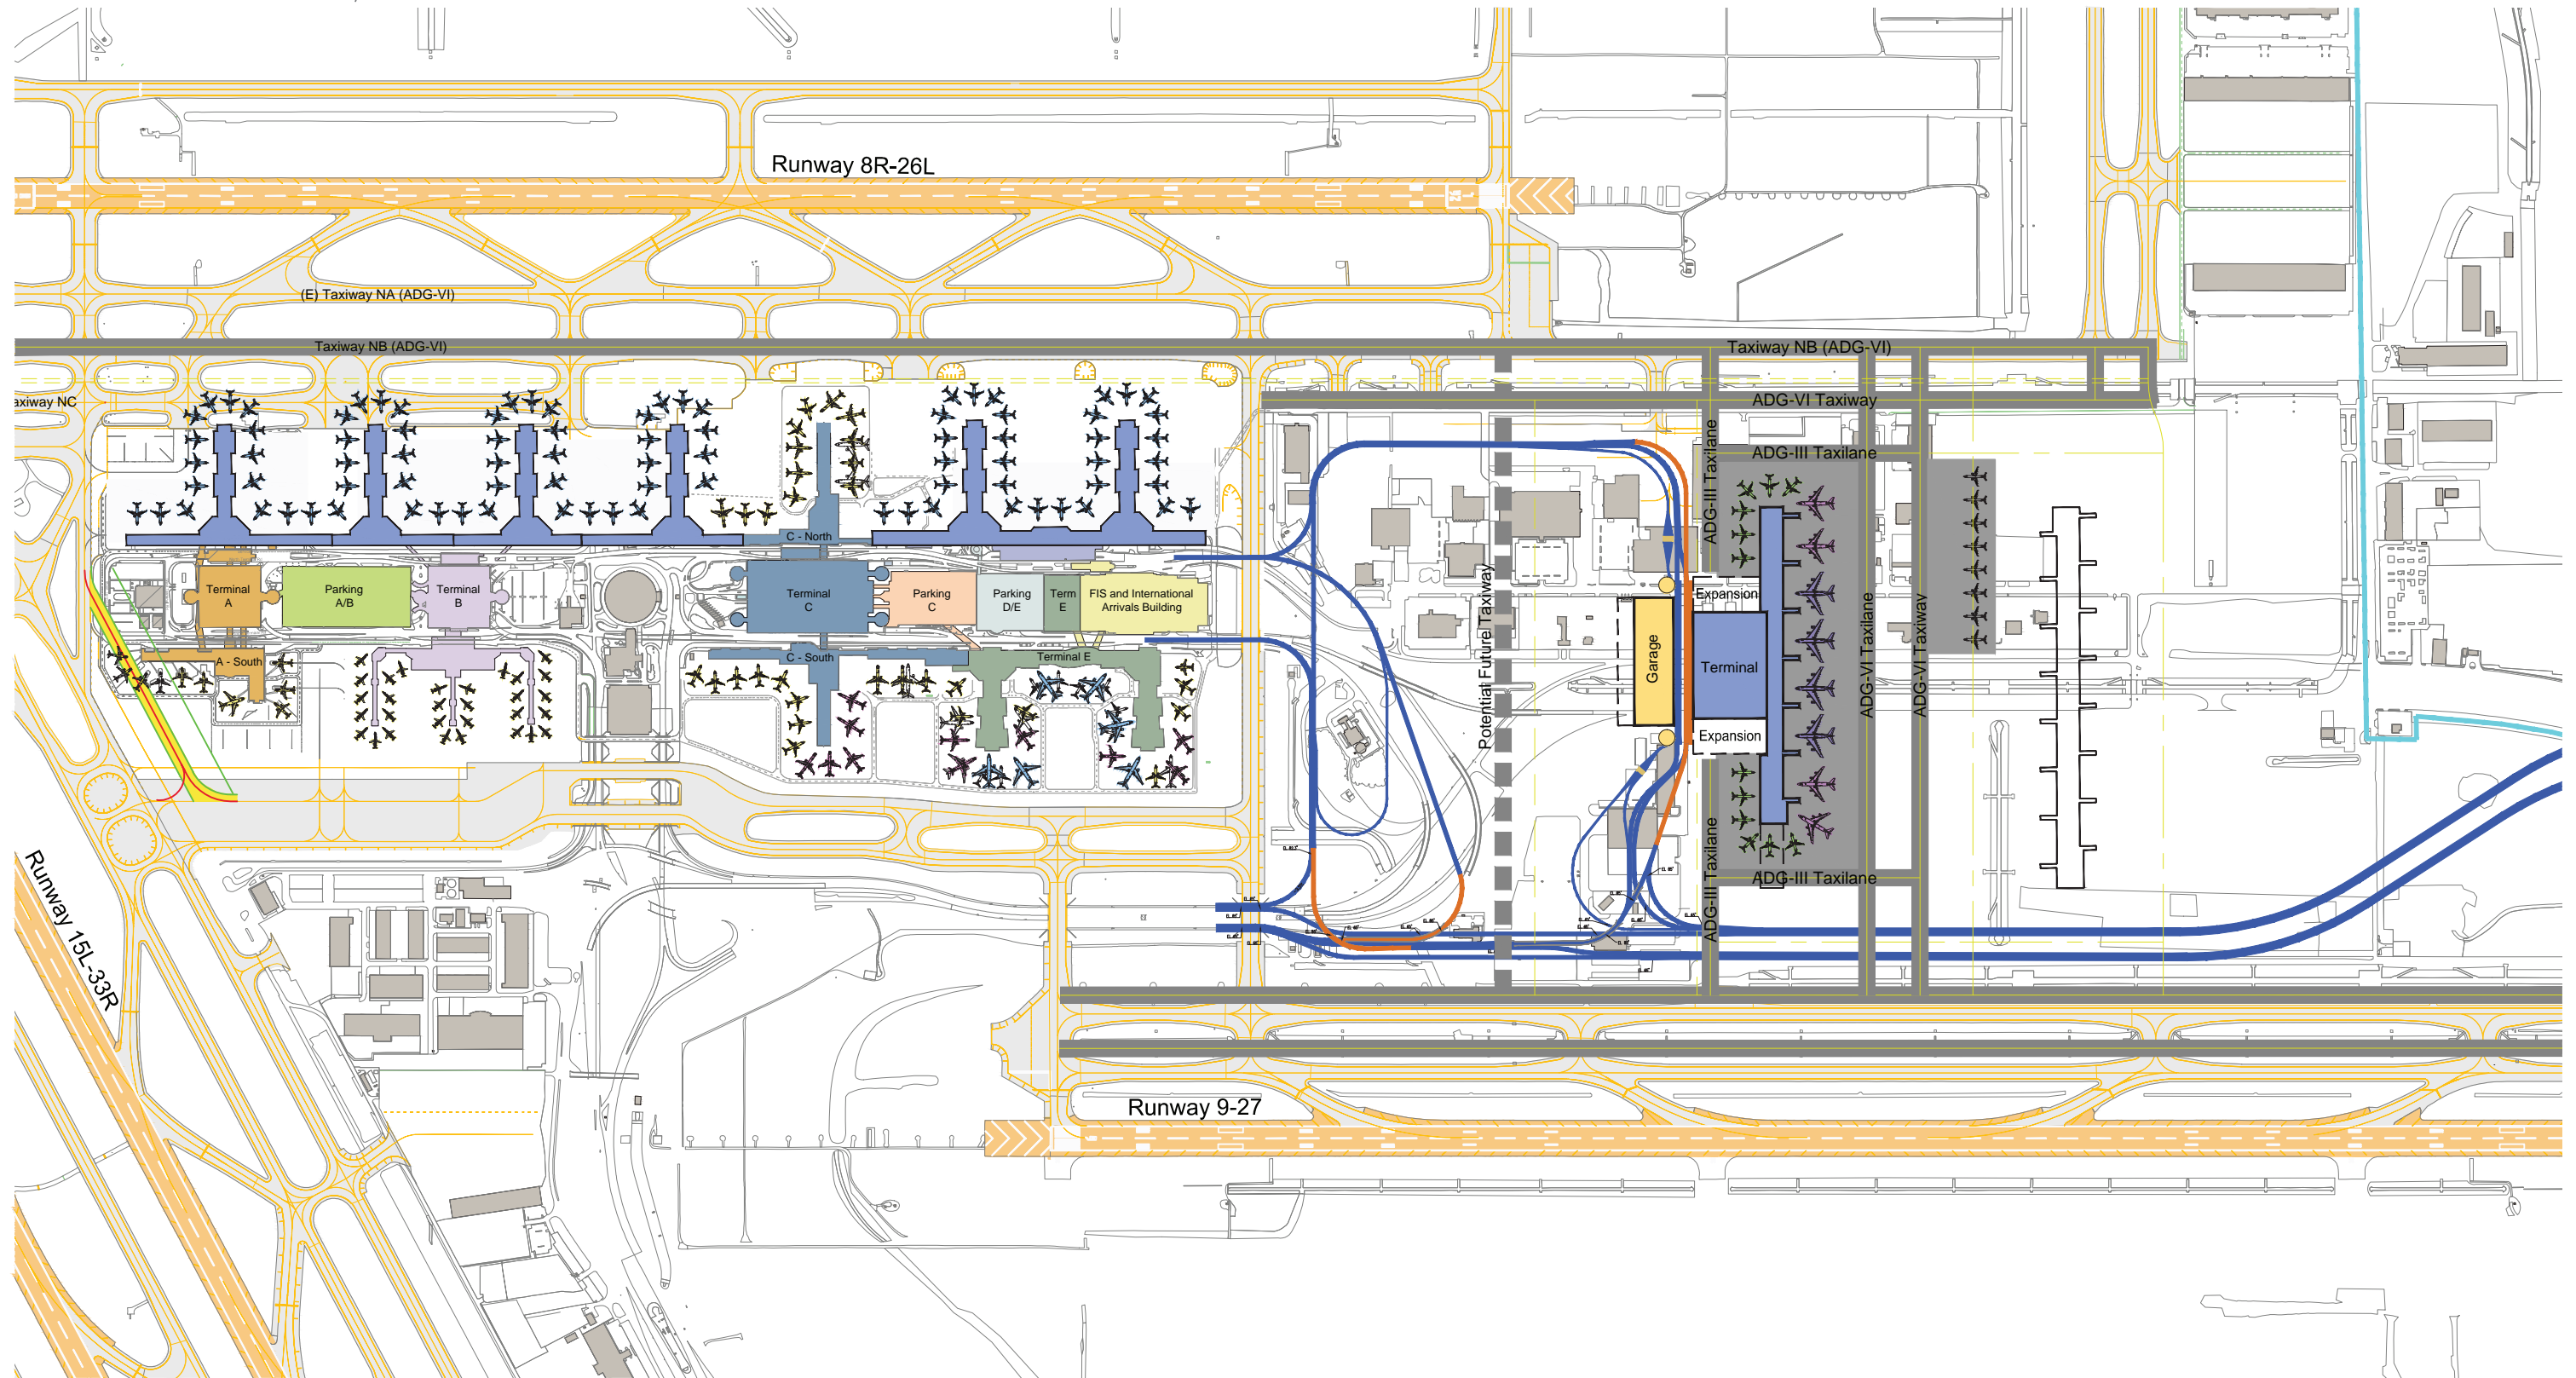 Runway 8R-26L
(E) Taxiway NA (ADG-VI)
Taxiway NB (ADG-VI)
Taxiway NB (ADG-VI)
axiway NC
ADG-VI Taxiway
ADG-III Taxilane
ADG-III Taxilane
C - North
Terminal
A
Parking
A/B
Terminal
B
Terminal
C
Parking
C
Parking
D/E
Term
E
FIS and International
Arrivals Building
A - South
C - South
Terminal E
Potential Future Taxiway
Expansion
Garage
Terminal
Expansion
ADG-VI Taxilane
ADG-VI Taxiway
ADG-III Taxilane
ADG-III Taxilane
Runway 15L-33R
Runway 9-27